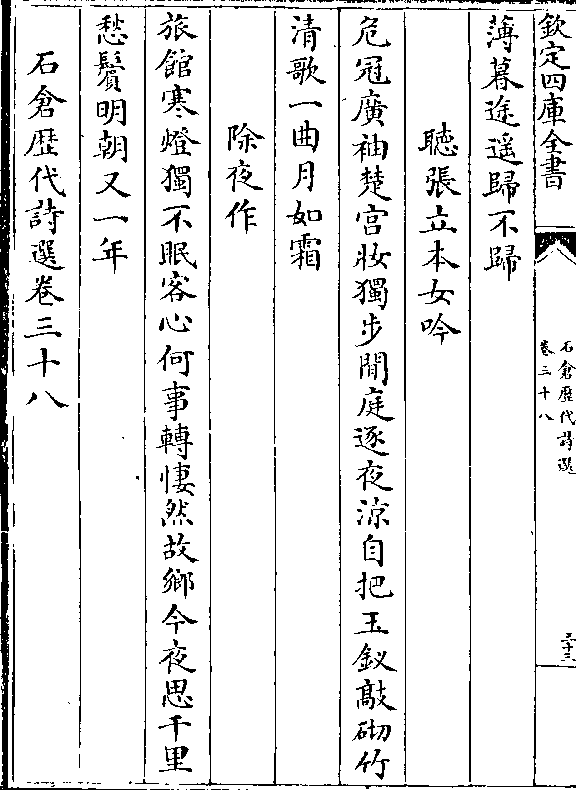 欽定四庫全書
石倉歴代詩選
卷三十八
三十三
薄暮途遥歸不歸
聽張立本女吟
危冠廣袖楚宫妝獨步閒庭逐夜涼自把玉釵敲砌竹
清歌一曲月如霜
除夜作
旅館寒燈獨不眠客心何事轉悽然故鄉今夜思千里
愁鬢明朝又一年
石倉歴代詩選卷三十八